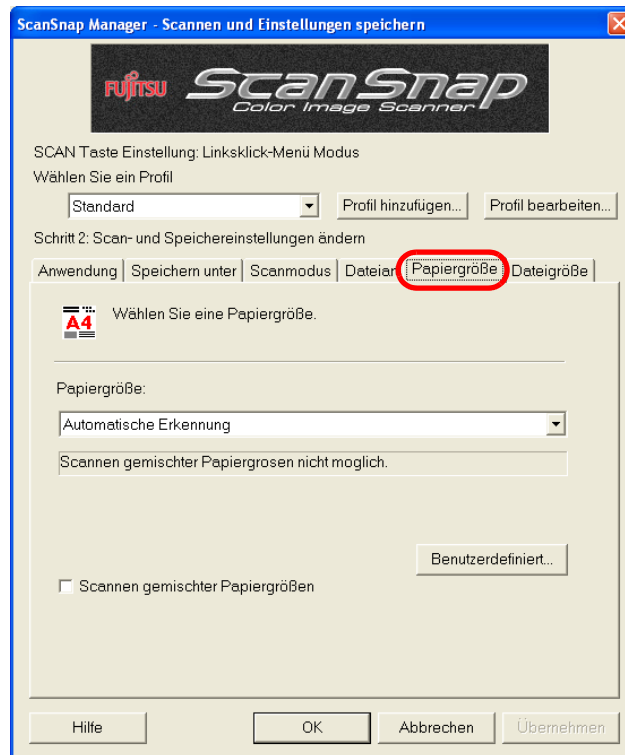 ScanSnap Manager - Scannen und Einstellungen speichern
FUJITSU ScanSnap
Color Image Scanner
SCAN Taste Einstellung: Linksklick-Menü Modus
Wählen Sie ein Profil
Standard Profil hinzufügen... Profil bearbeiten...
Schritt 2: Scan- und Speichereinstellungen ändern
Anwendung Speichern unter Scanmodus Dateiar Papiergröße Dateigröße
A4 Wählen Sie eine Papiergröße.
Papiergröße:
Automatische Erkennung
Scannen gemischter Papiergrosen nicht moglich.
Benutzerdefiniert...
Scannen gemischter Papiergrößen
Hilfe OK Abbrechen Übernehmen